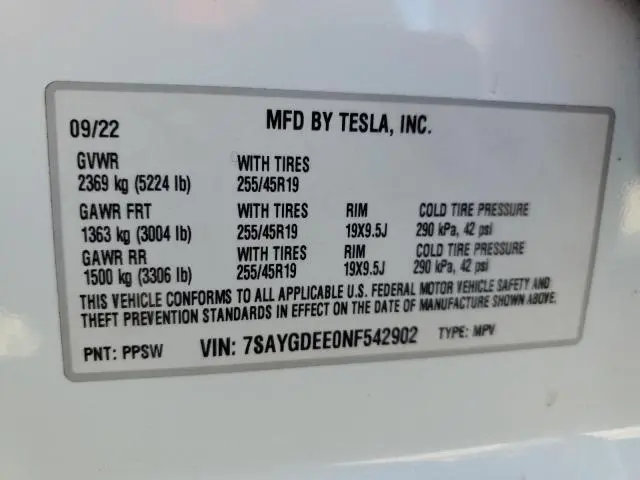 09/22 MFD BY TESLA, INC.
GVWR WITH TIRES
2369 kg (5224 lb) 255/45R19
GAWR FRT WITH TIRES RIM COLD TIRE PRESSURE
1363 kg (3004 lb) 255/45R19 19X9.5J 290 kPa, 42 psi
GAWR RR WITH TIRES RIM COLD TIRE PRESSURE
1500 kg (3306 lb) 255/45R19 19X9.5J 290 kPa, 42 psi
THIS VEHICLE CONFORMS TO ALL APPLICABLE U.S. FEDERAL MOTOR VEHICLE SAFETY AND
THEFT PREVENTION STANDARDS IN EFFECT ON THE DATE OF MANUFACTURE SHOWN ABOVE.
PNT: PPSW VIN: 7SAYGDEE0NF542902 TYPE: MPV